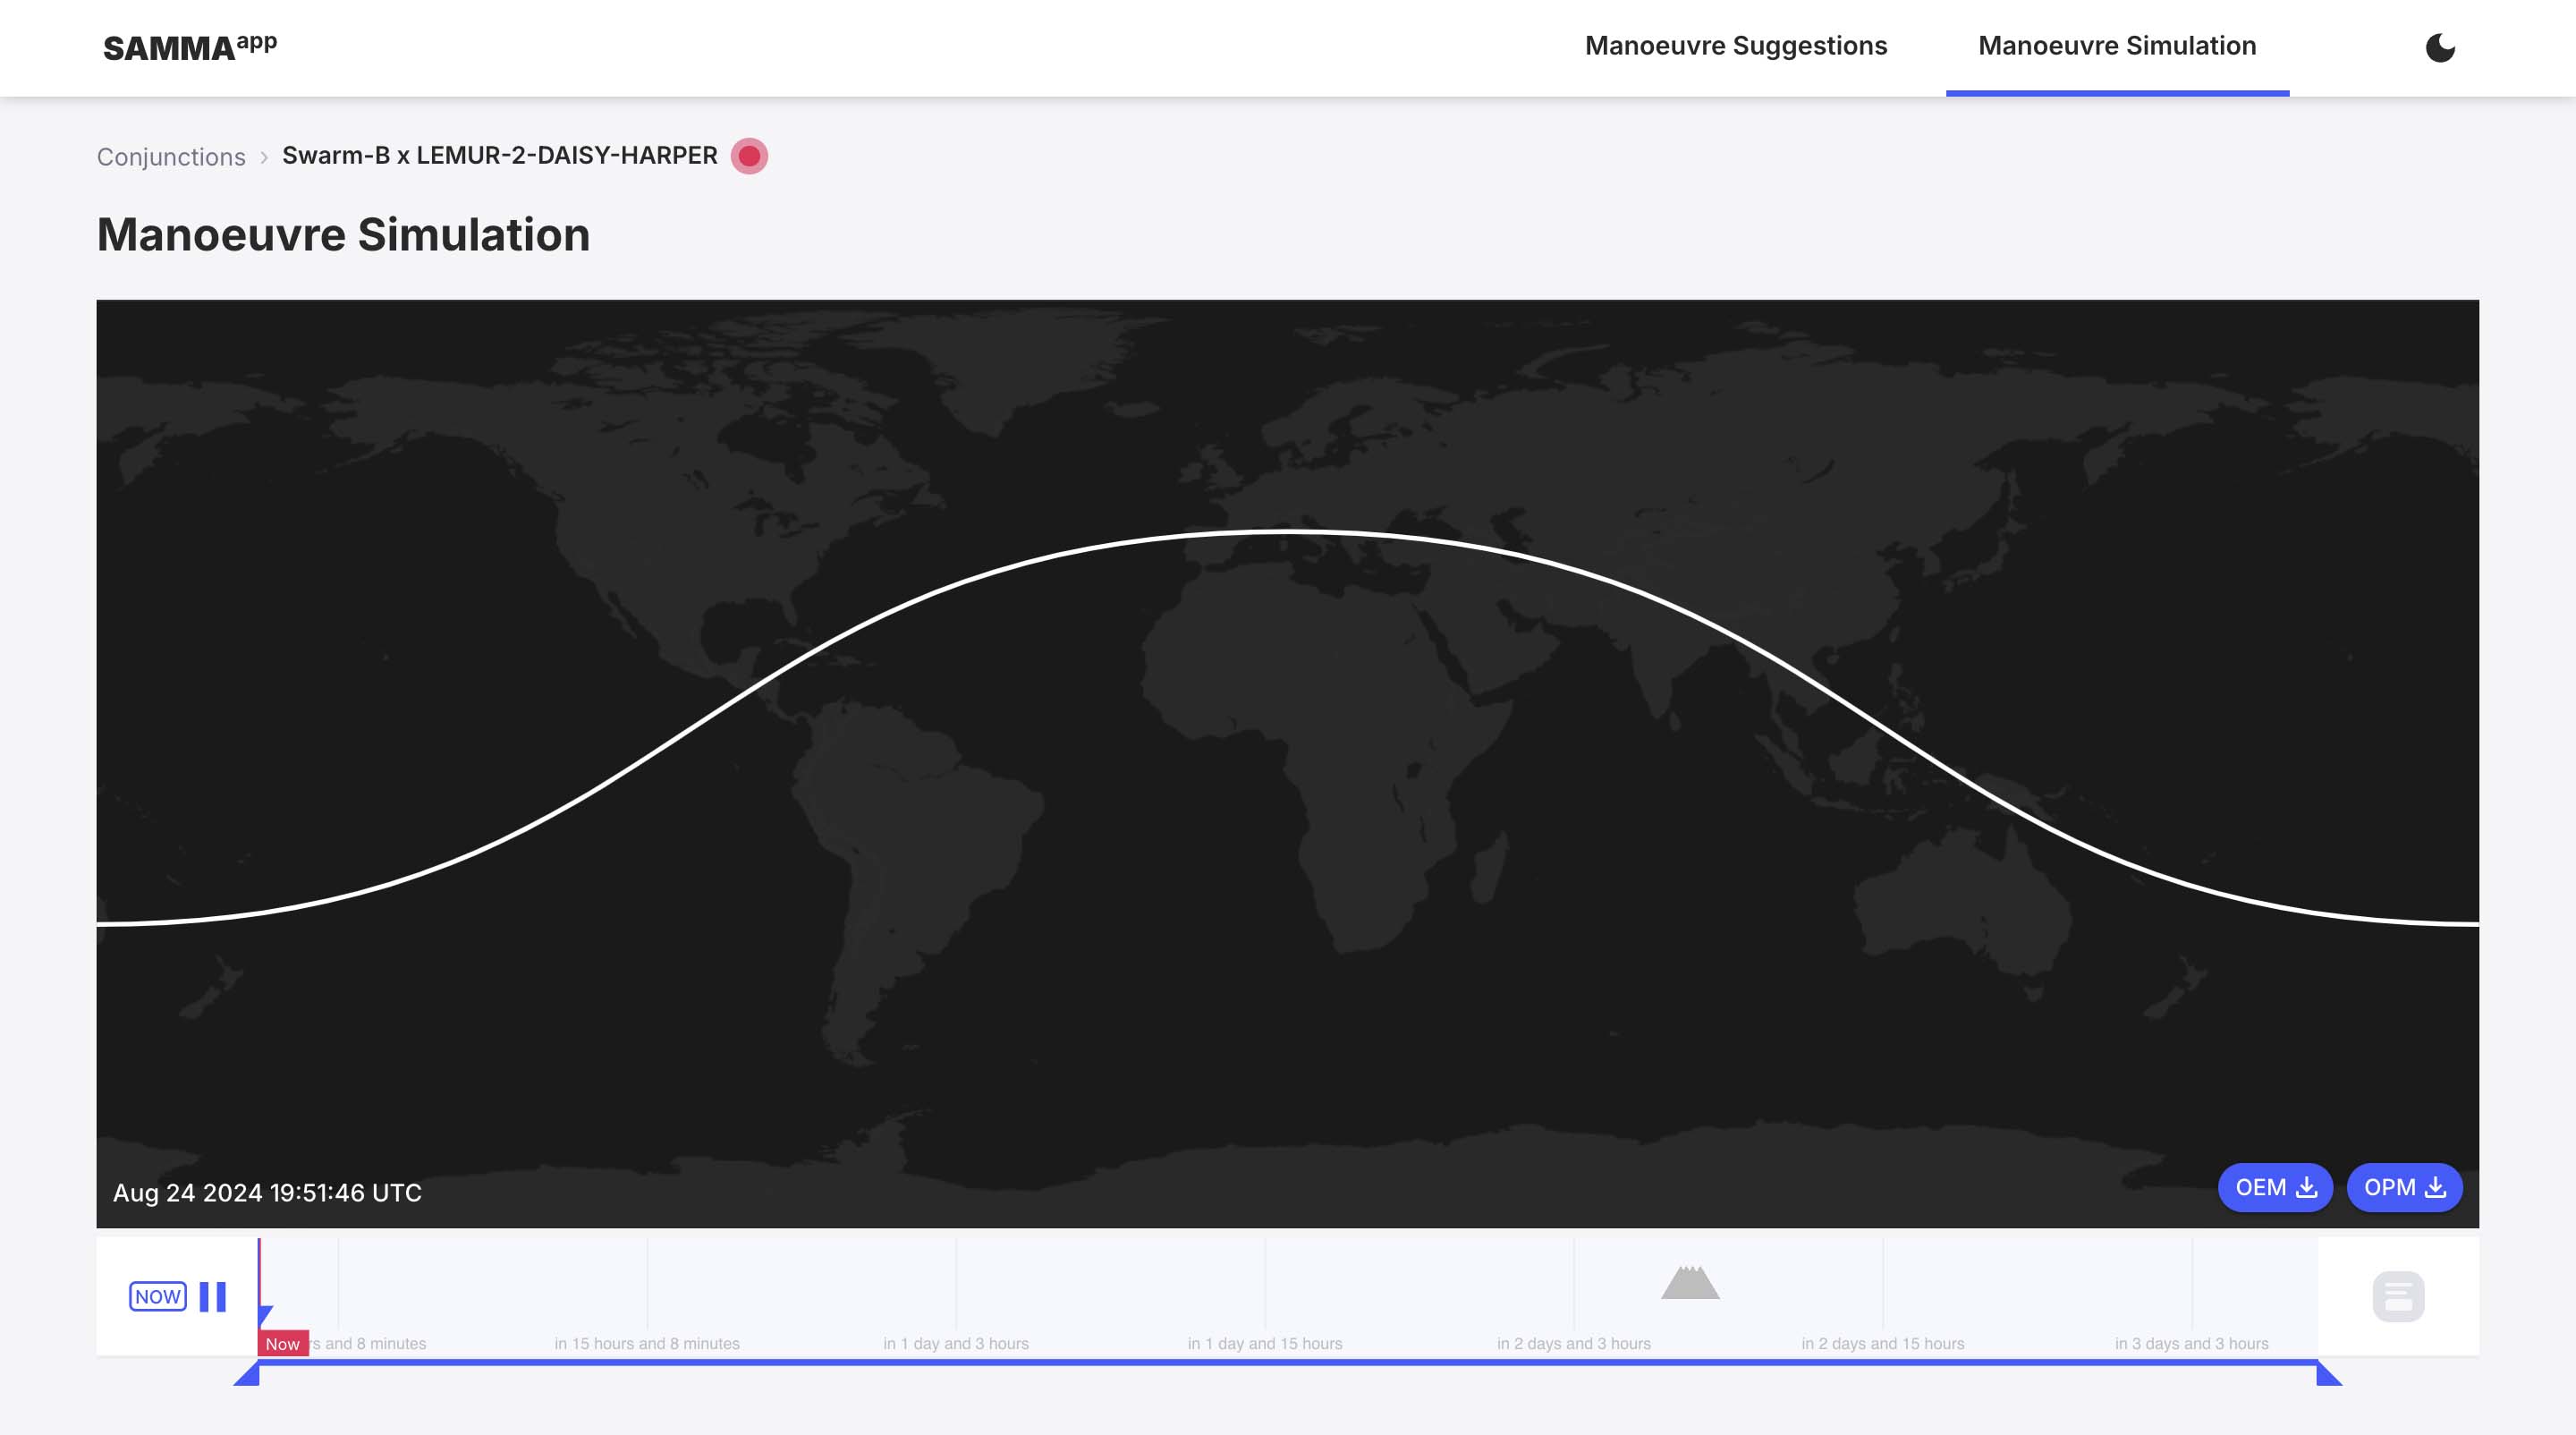 SAMMAapp
Manoeuvre Suggestions
Manoeuvre Simulation
Conjunctions > Swarm-B x LEMUR-2-DAISY-HARPER
Manoeuvre Simulation
Aug 24 2024 19:51:46 UTC
OEM
OPM
NOW
Now
and 8 minutes
in 15 hours and 8 minutes
in 1 day and 3 hours
in 1 day and 15 hours
in 2 days and 3 hours
in 2 days and 15 hours
in 3 days and 3 hours